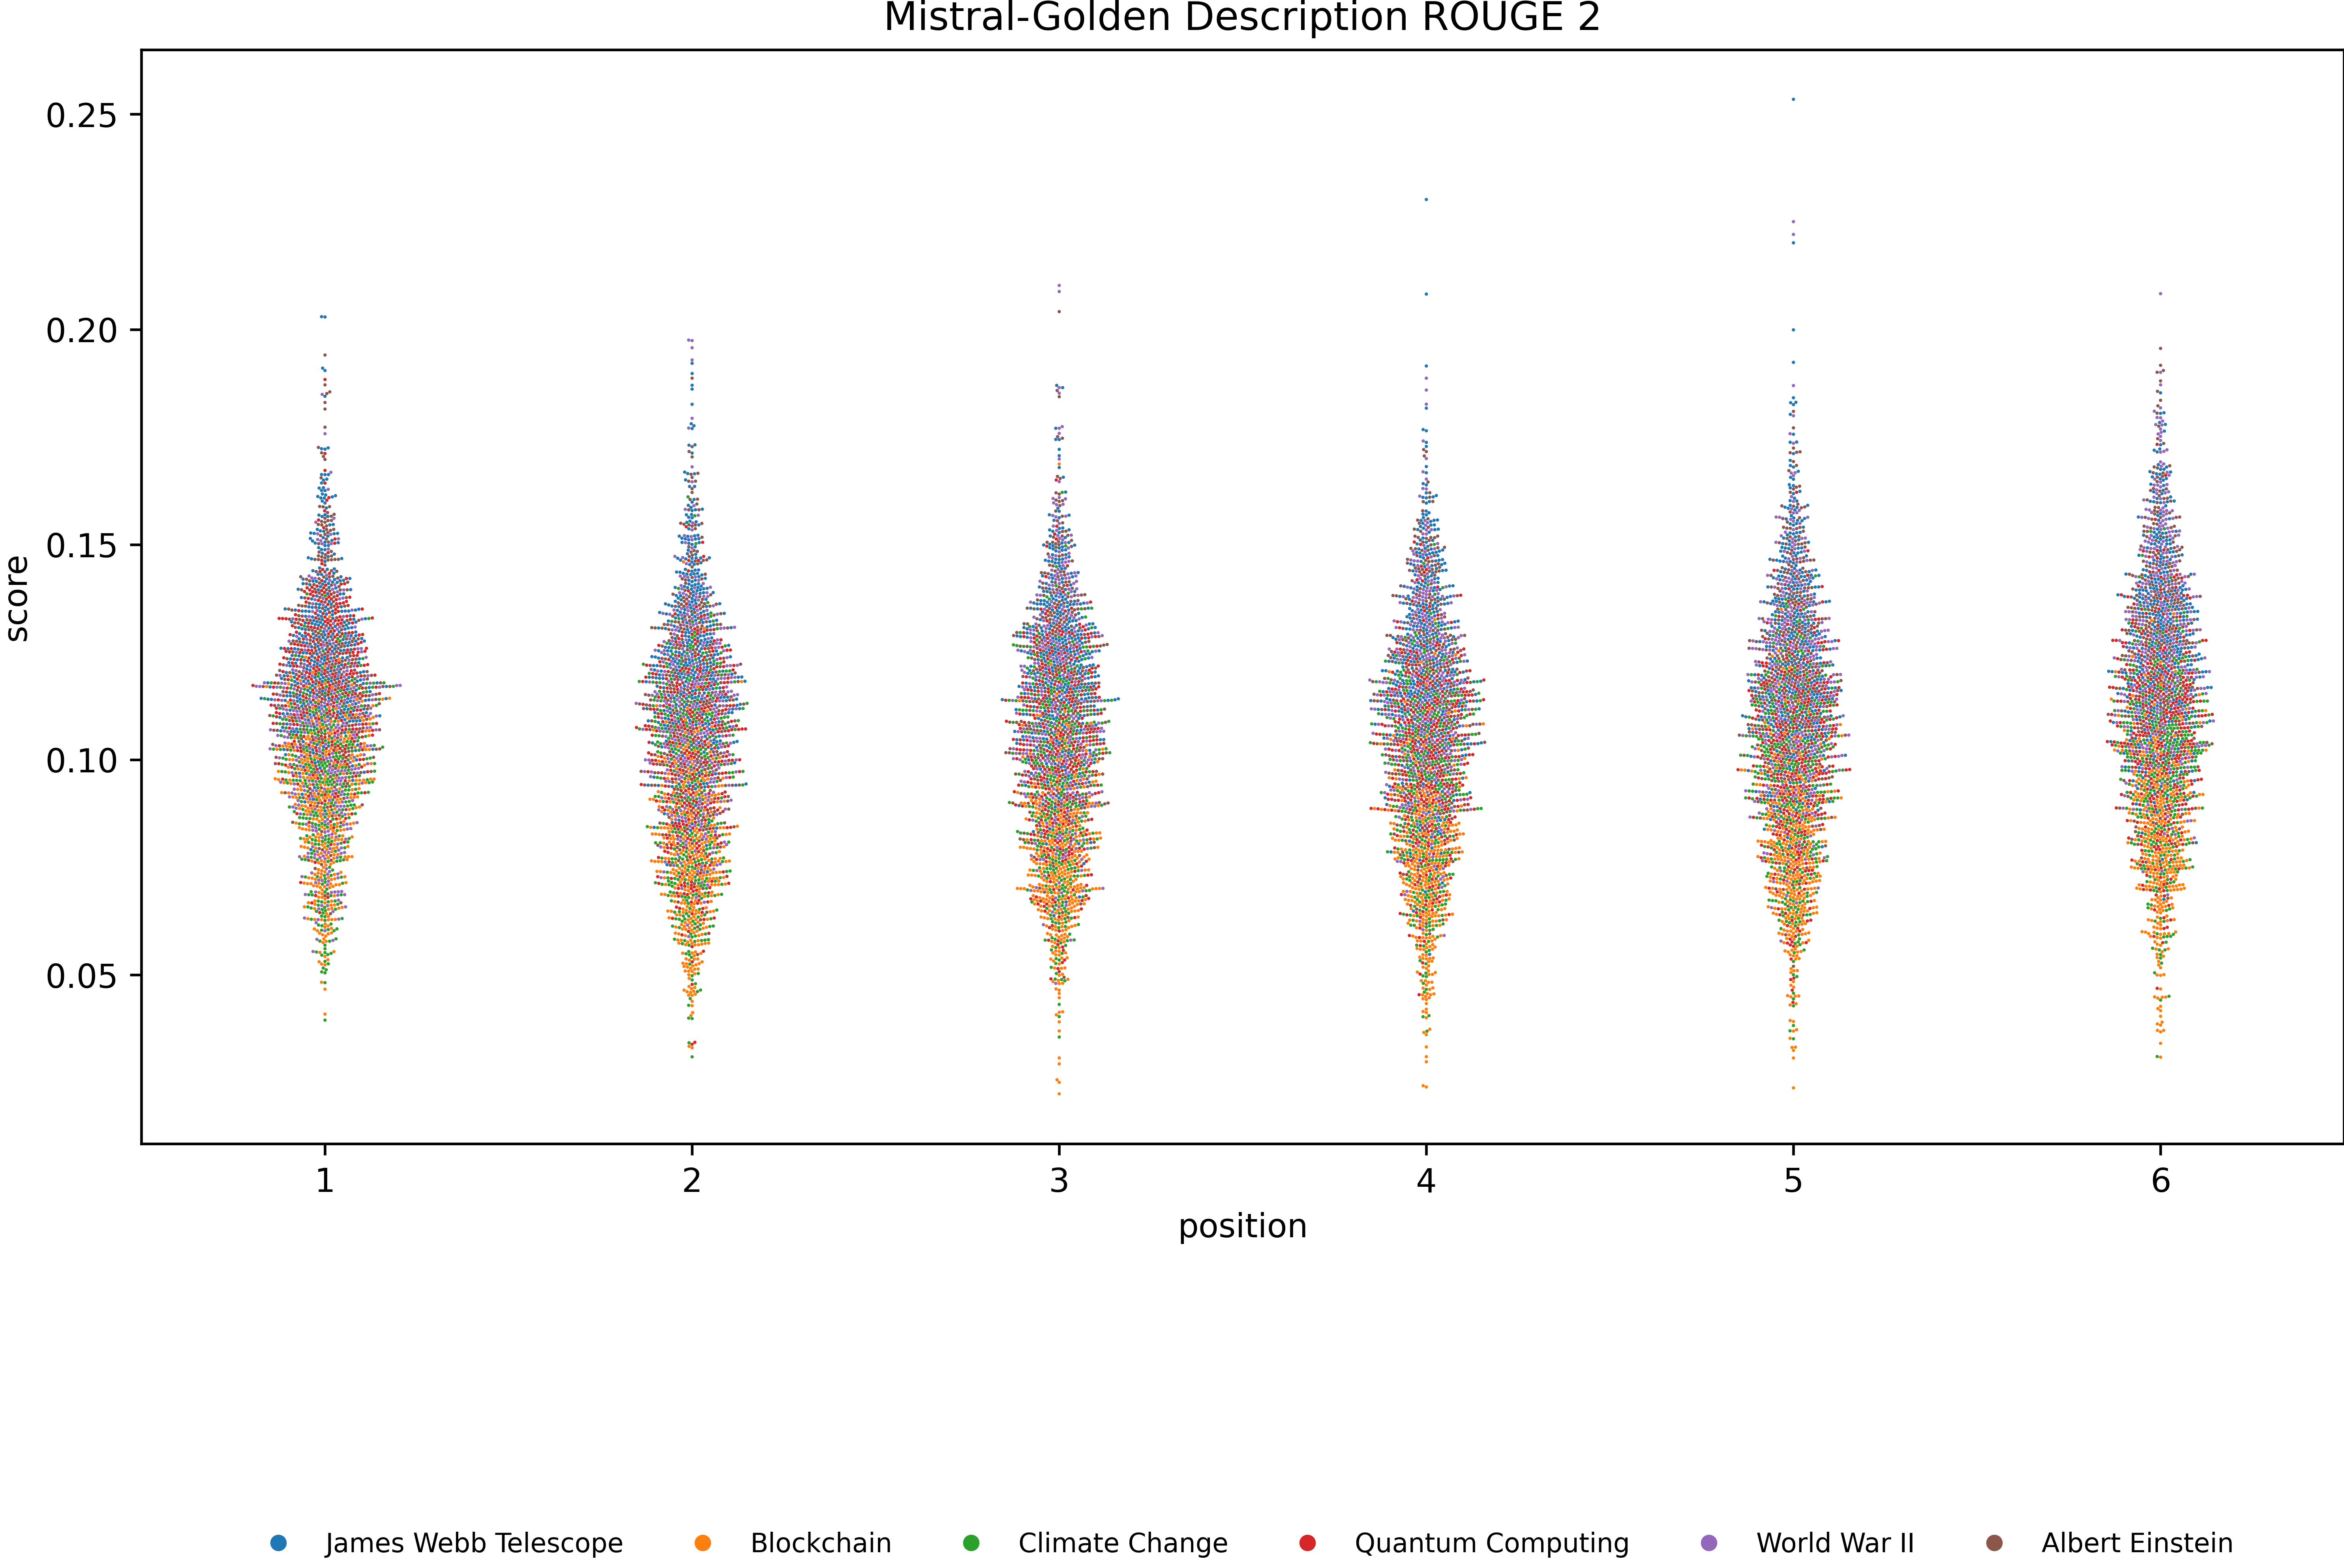 Mistral-Golden Description ROUGE 2
0.25
0.20
0.15
0.10
0.05
score
1 2 3 4 5 6
position
James Webb Telescope Blockchain Climate Change Quantum Computing World War II Albert Einstein